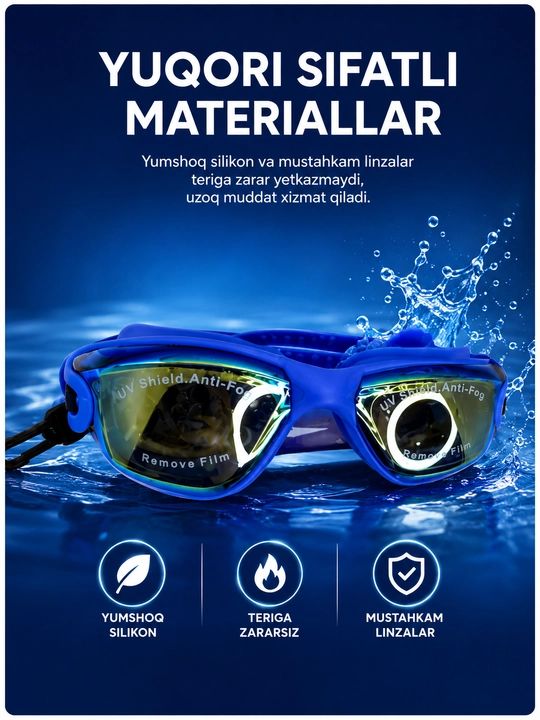 YUQORI SIFATLI
MATERIALLAR
Yumshoq silikon va mustahkam linzalar
teriga zarar yetkazmaydi,
uzoq muddat xizmat qiladi.
UV Shield.Anti-Fog
Remove Film
UV Shield.Anti-Fog
Remove Film
YUMSHOQ
SILIKON
TERIGA
ZARARSIZ
MUSTAHKAM
LINZALAR